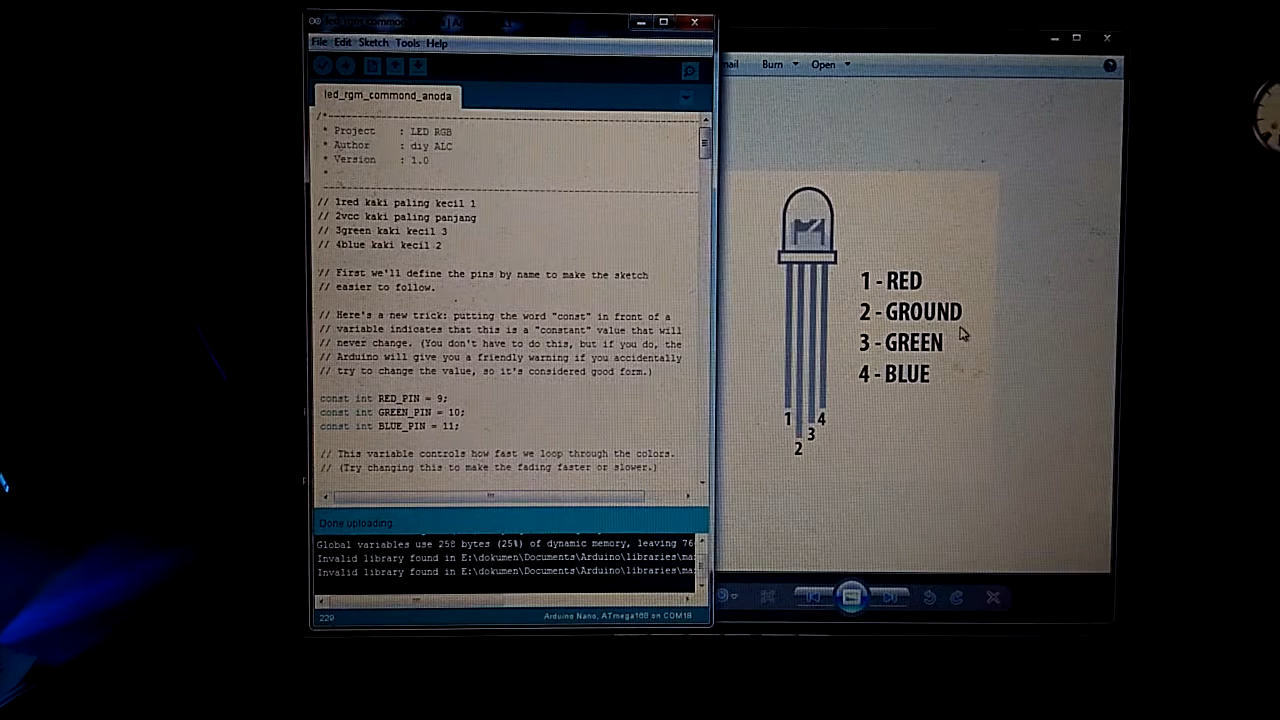 File Edit Sketch Tools Help
led_rgm_commond_anoda
/*
* Project : LED RGB
* Author : diy ALC
* Version : 1.0
*
// 1red kaki paling kecil 1
// 2vcc kaki paling panjang
// 3green kaki kecil 3
// 4blue kaki kecil 2
// First we'll define the pins by name to make the sketch
// easier to follow.
// Here's a new trick: putting the word "const" in front of a
// variable indicates that this is a "constant" value that will
// never change. (You don't have to do this, but if you do, the
// Arduino will give you a friendly warning if you accidentally
// try to change the value, so it's considered good form.)
const int RED_PIN = 9;
const int GREEN_PIN = 10;
const int BLUE_PIN = 11;
// This variable controls how fast we loop through the colors.
// (Try changing this to make the fading faster or slower.)
Done uploading.
Global variables use 258 bytes (25%) of dynamic memory, leaving 76
Invalid library found in E:\dokumen\Documents\Arduino\libraries\ma
Invalid library found in E:\dokumen\Documents\Arduino\libraries\ma
229
Arduino Nano, ATmega168 on COM18
Burn Open
1 - RED
2 - GROUND
3 - GREEN
4 - BLUE
1
2
3
4